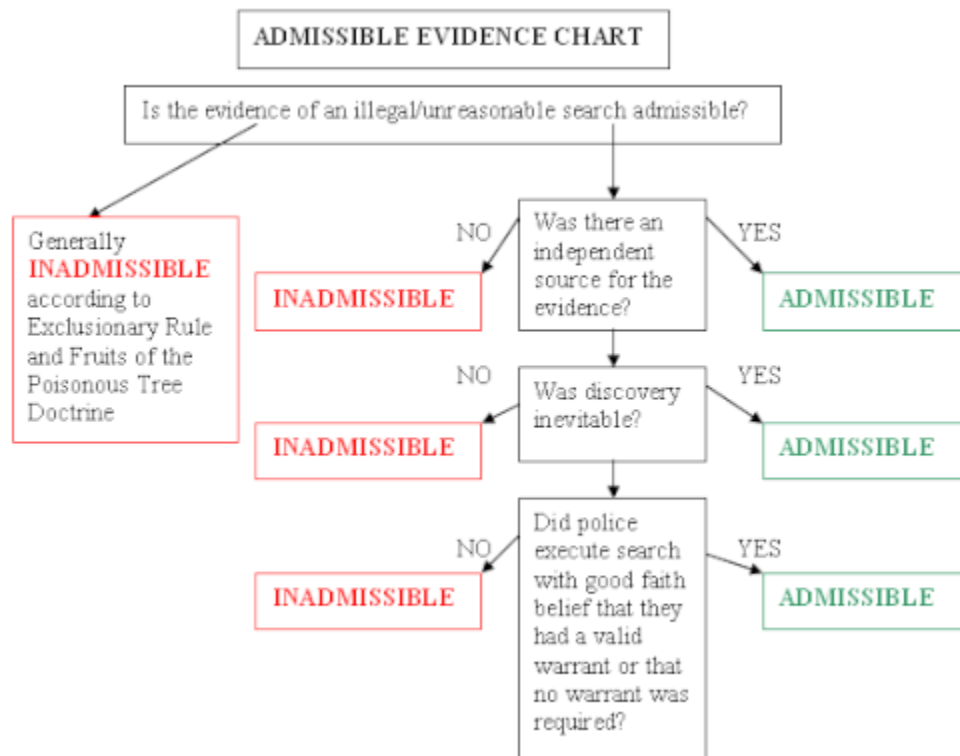 ADMISSIBLE EVIDENCE CHART
Is the evidence of an illegal/unreasonable search admissible?
Generally
INADMISSIBLE
according to
Exclusionary Rule
and Fruits of the
Poisonous Tree
Doctrine
NO
Was there an
independent
source for the
evidence?
YES
INADMISSIBLE
ADMISSIBLE
NO
Was discovery
inevitable?
YES
INADMISSIBLE
ADMISSIBLE
NO
Did police
execute search
with good faith
belief that they
had a valid
warrant or that
no warrant was
required?
YES
INADMISSIBLE
ADMISSIBLE